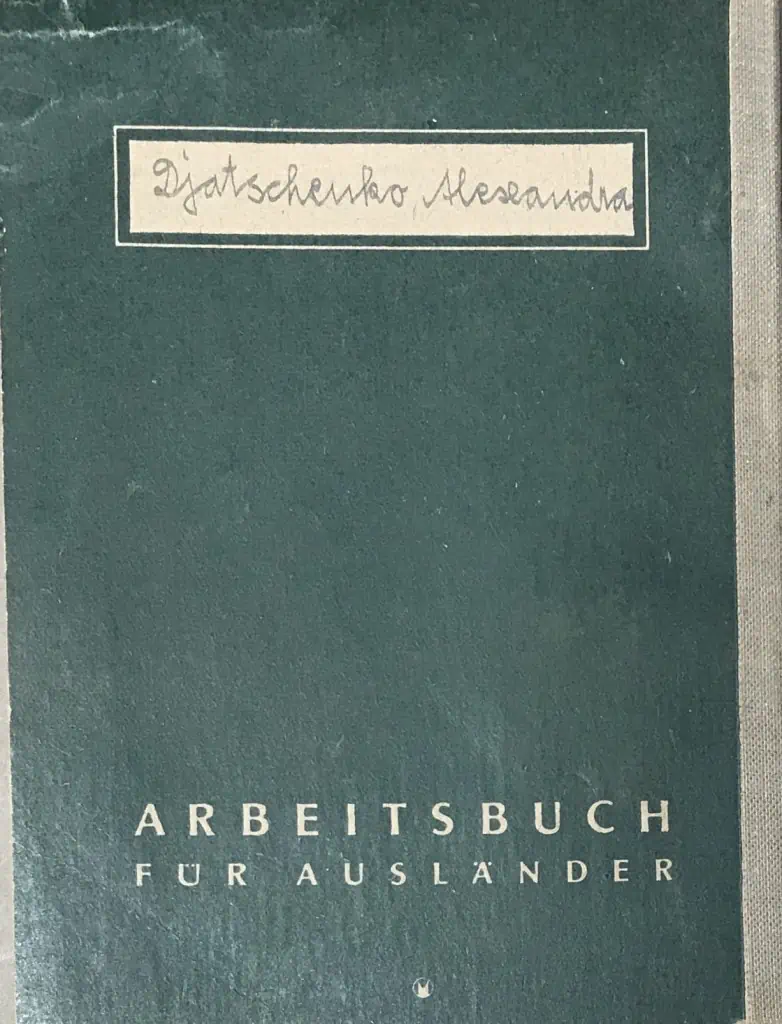 Djatschenko, Alexandra
ARBEITSBUCH
FÜR AUSLÄNDER